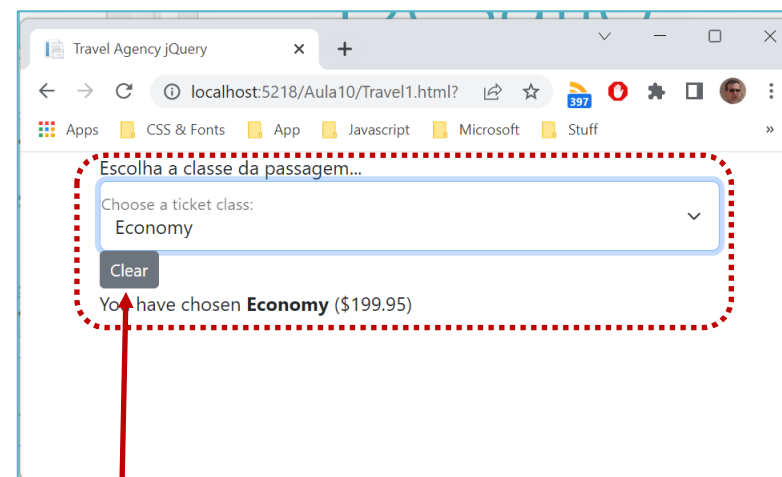 Travel Agency jQuery
localhost:5218/Aula10/Travel1.html?
397
Apps CSS & Fonts App Javascript Microsoft Stuff »
Escolha a classe da passagem...
Choose a ticket class:
Economy
Clear
You have chosen Economy ($199.95)